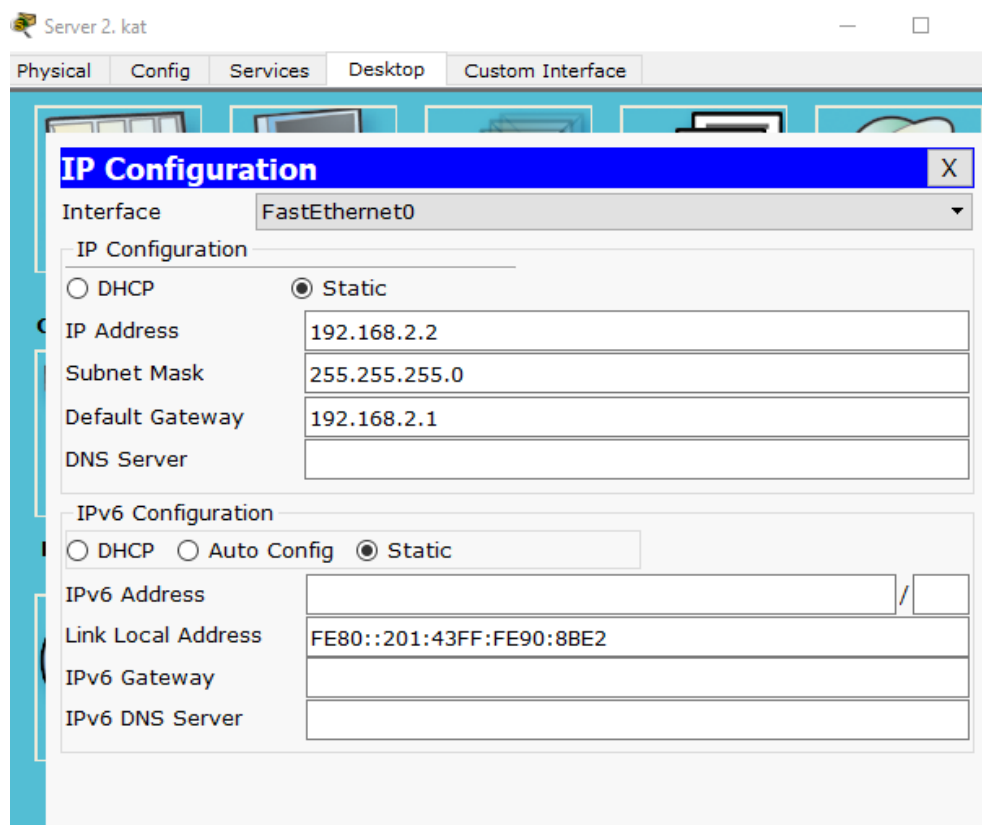 Server 2. kat
Physical Config Services Desktop Custom Interface
IP Configuration X
Interface FastEthernet0
IP Configuration
DHCP Static
IP Address 192.168.2.2
Subnet Mask 255.255.255.0
Default Gateway 192.168.2.1
DNS Server
IPv6 Configuration
DHCP Auto Config Static
IPv6 Address /
Link Local Address FE80::201:43FF:FE90:8BE2
IPv6 Gateway
IPv6 DNS Server